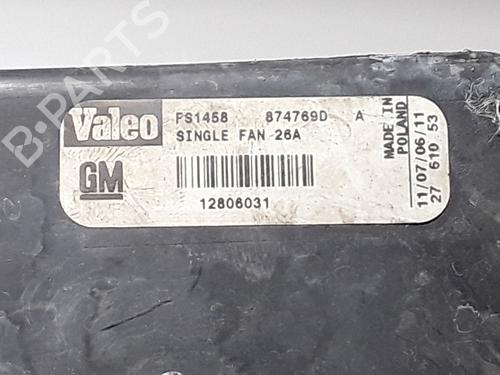 Valeo
FS1458 874769D A
SINGLE FAN 26A
GM
12806031
MADE IN
POLAND
11/07/06/11
27 610 53
B-PARTS